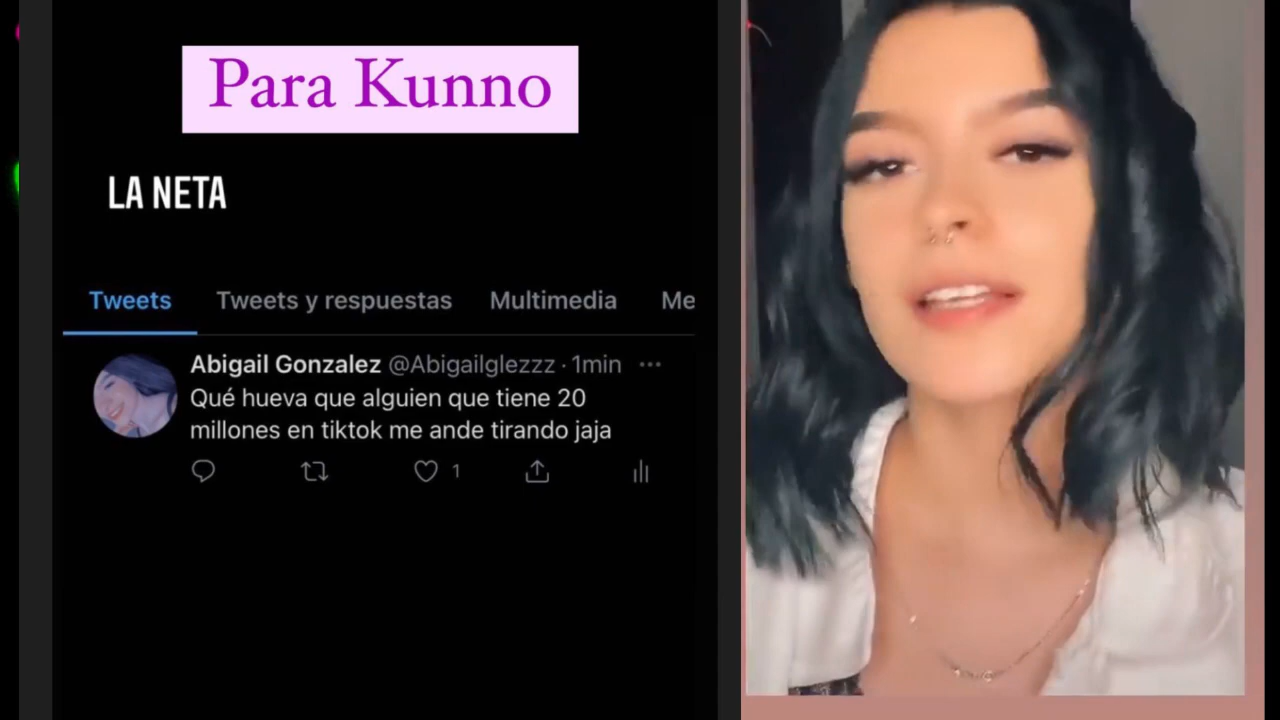 Para Kunno
LA NETA
Tweets Tweets y respuestas Multimedia Me
Abigail Gonzalez @Abigailglezzz · 1min
Qué hueva que alguien que tiene 20
millones en tiktok me ande tirando jaja
1